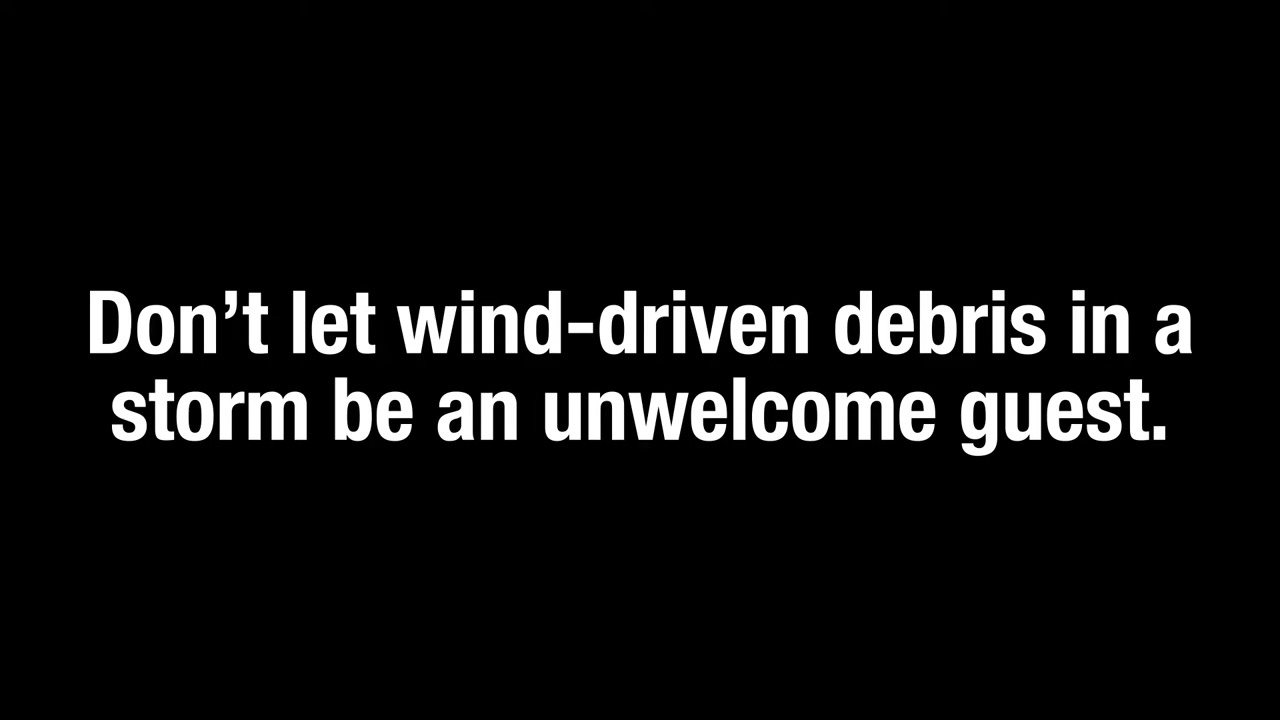 Don’t let wind-driven debris in a
storm be an unwelcome guest.